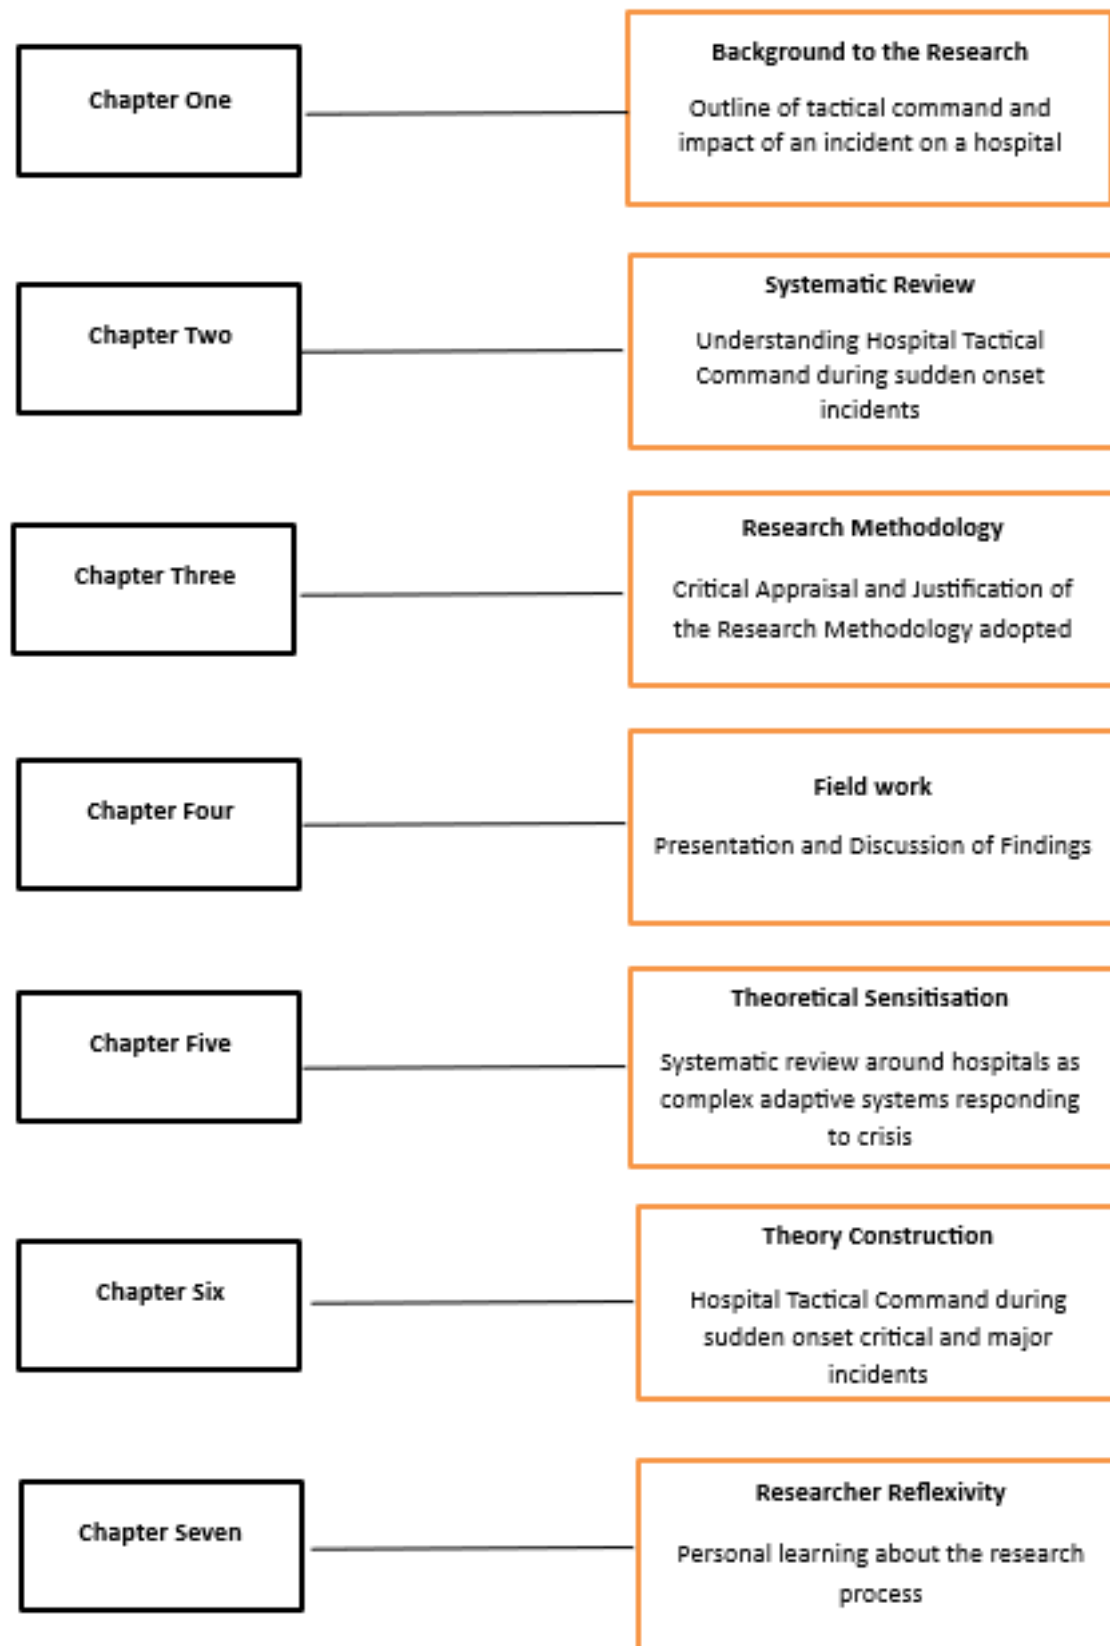 Chapter One
Background to the Research
Outline of tactical command and
impact of an incident on a hospital
Chapter Two
Systematic Review
Understanding Hospital Tactical
Command during sudden onset
incidents
Chapter Three
Research Methodology
Critical Appraisal and Justification of
the Research Methodology adopted
Chapter Four
Field work
Presentation and Discussion of Findings
Chapter Five
Theoretical Sensitisation
Systematic review around hospitals as
complex adaptive systems responding
to crisis
Chapter Six
Theory Construction
Hospital Tactical Command during
sudden onset critical and major
incidents
Chapter Seven
Researcher Reflexivity
Personal learning about the research
process